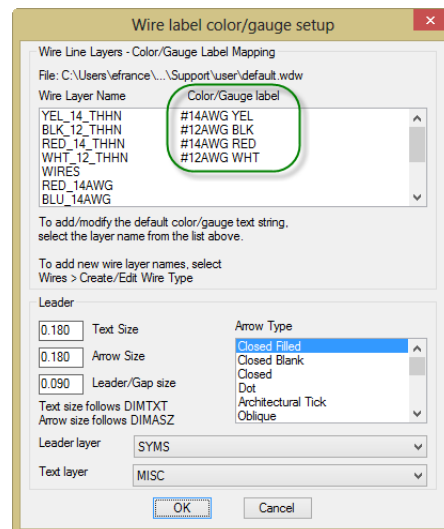 Wire label color/gauge setup
Wire Line Layers - Color/Gauge Label Mapping
File: C:\Users\efrance\...\Support\user\default.wdw
Wire Layer Name Color/Gauge label
YEL_14_THHN #14AWG YEL
BLK_12_THHN #12AWG BLK
RED_14_THHN #14AWG RED
WHT_12_THHN #12AWG WHT
WIRES
RED_14AWG
BLU_14AWG
To add/modify the default color/gauge text string,
select the layer name from the list above.
To add new wire layer names, select
Wires > Create/Edit Wire Type
Leader
0.180 Text Size
0.180 Arrow Size
0.090 Leader/Gap size
Text size follows DIMTXT
Arrow size follows DIMASZ
Arrow Type
Closed Filled
Closed Blank
Closed
Dot
Architectural Tick
Oblique
Leader layer SYMS
Text layer MISC
OK Cancel